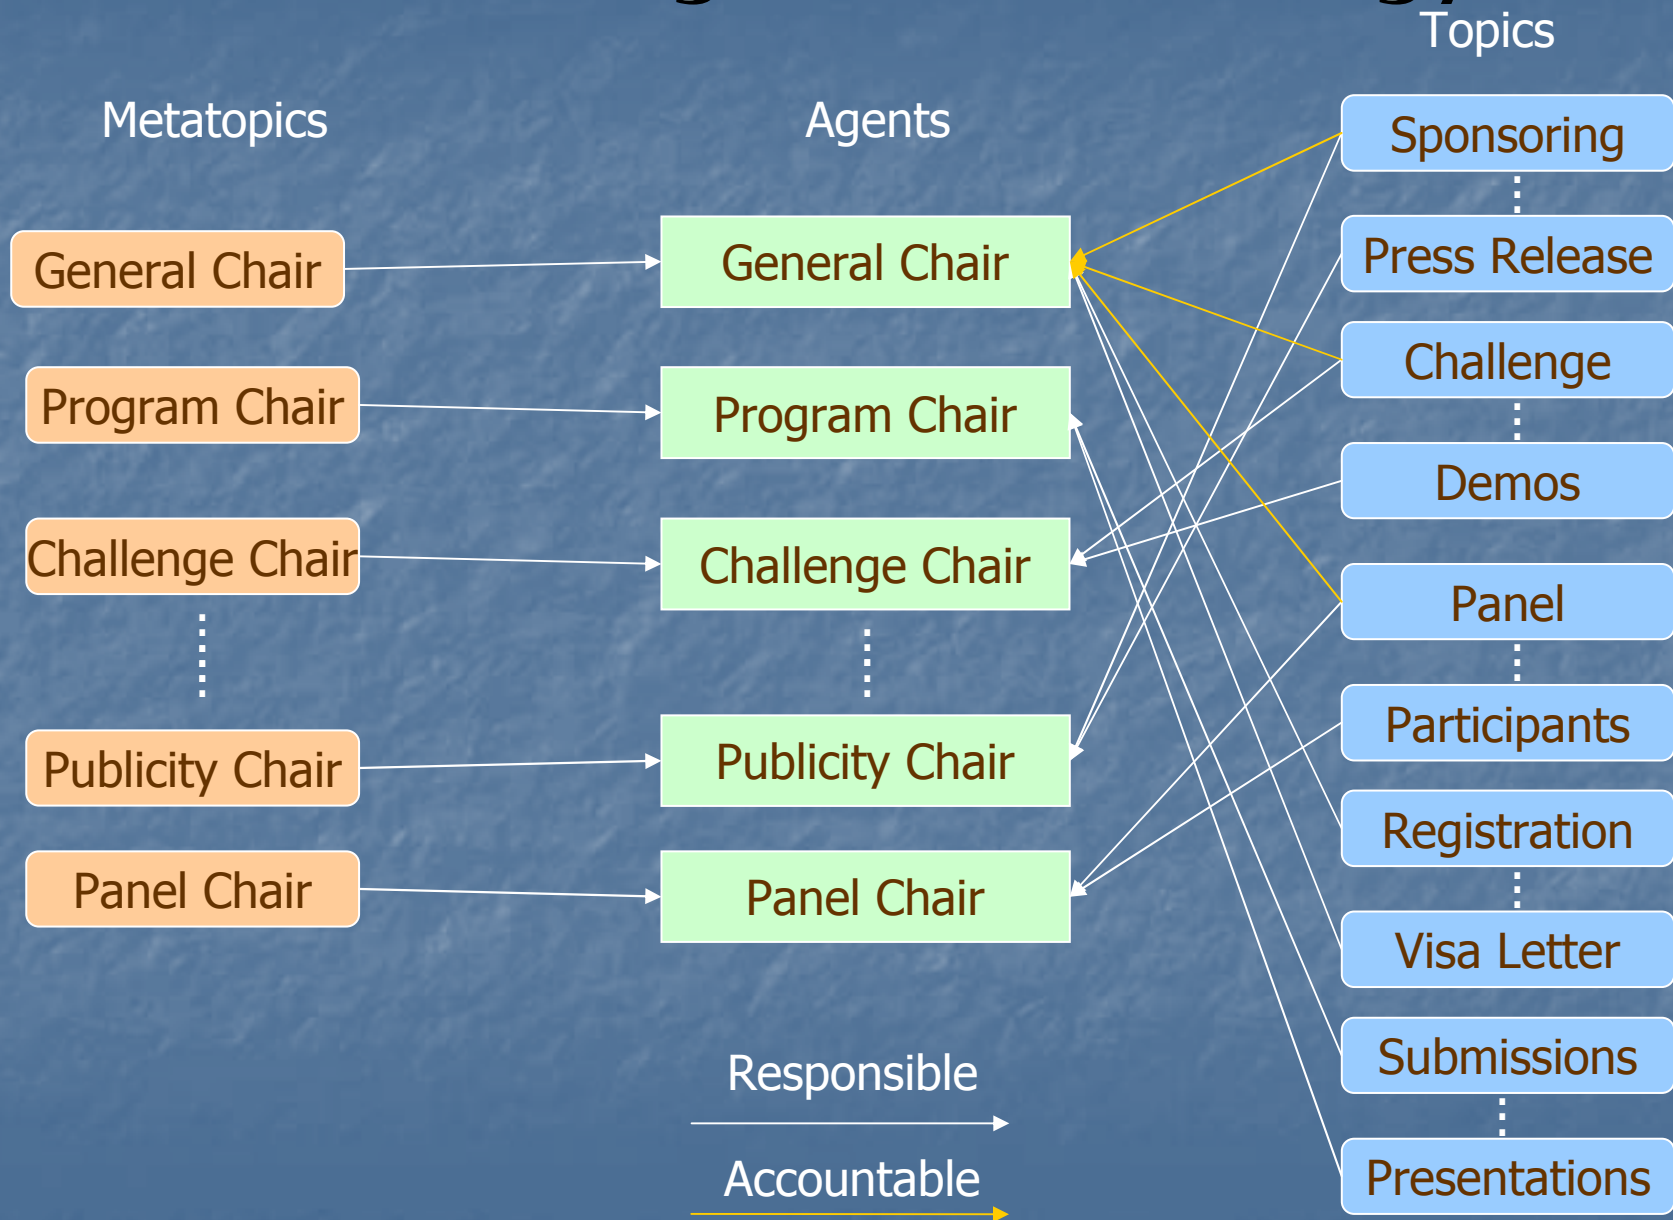 Topics
Metatopics
Agents
General Chair
Program Chair
Challenge Chair
Publicity Chair
Panel Chair
General Chair
Program Chair
Challenge Chair
Publicity Chair
Panel Chair
Sponsoring
Press Release
Challenge
Demos
Panel
Participants
Registration
Visa Letter
Submissions
Presentations
Responsible
Accountable